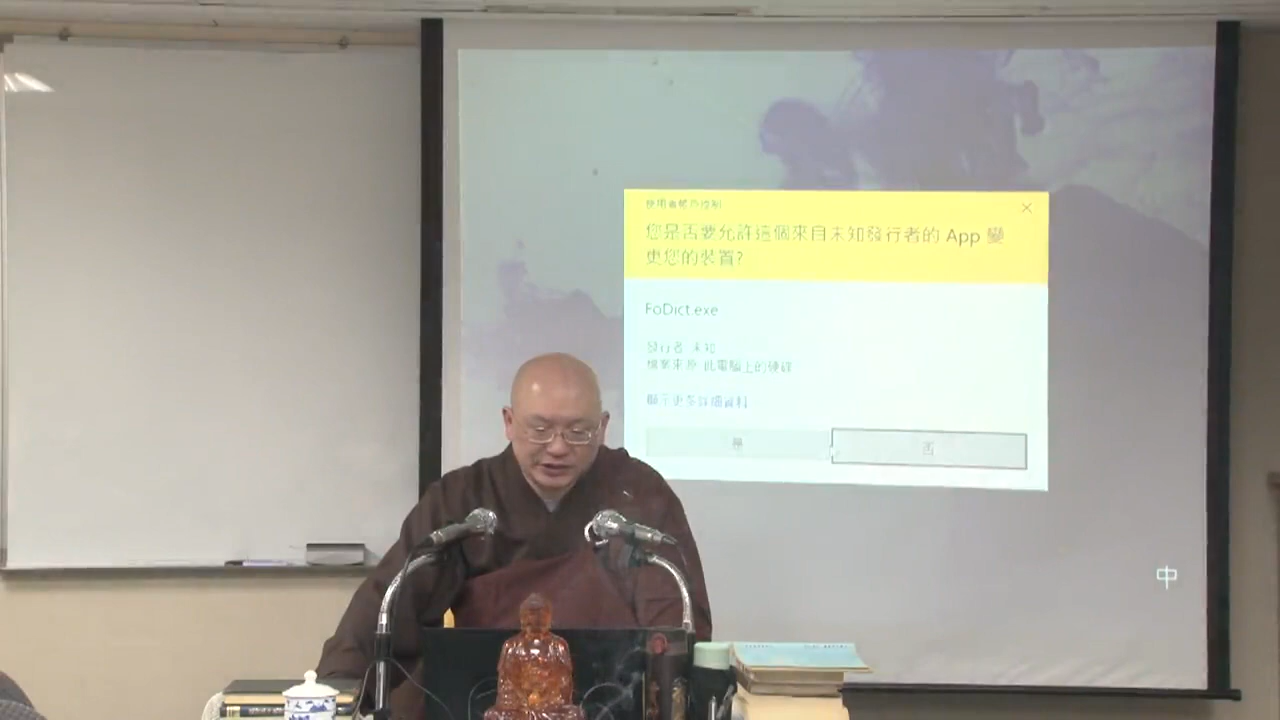 使用者帳戶控制
您是否要允許這個來自未知發行者的 App 變
更您的裝置?
FoDict.exe
發行者: 未知
檔案來源: 此電腦上的硬碟
顯示更多詳細資料
是
否
中